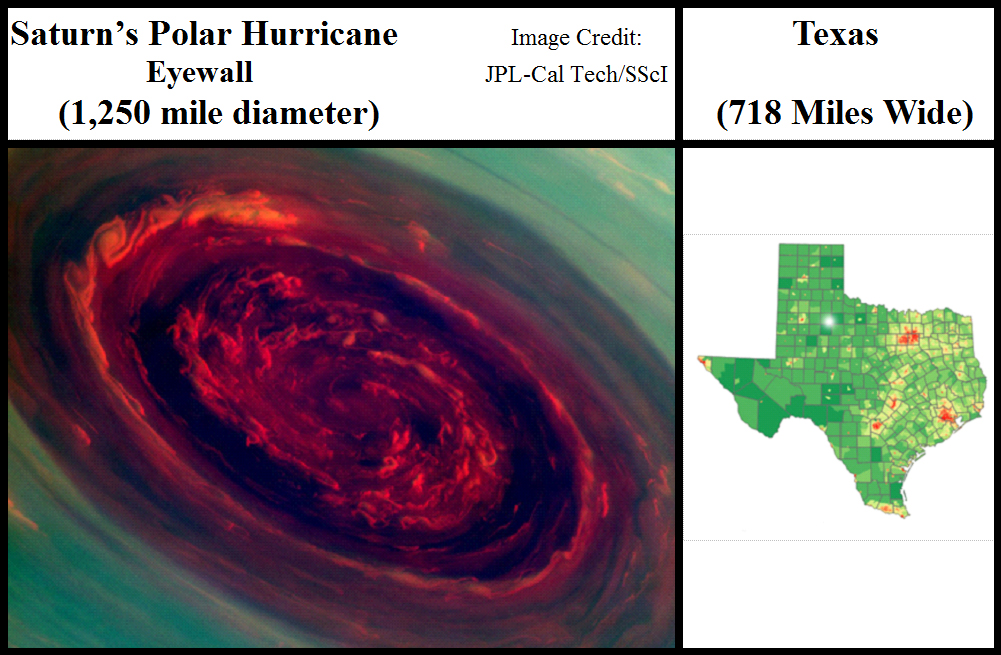 Saturn’s Polar Hurricane
Eyewall
(1,250 mile diameter)
Image Credit:
JPL-Cal Tech/SScI
Texas
(718 Miles Wide)